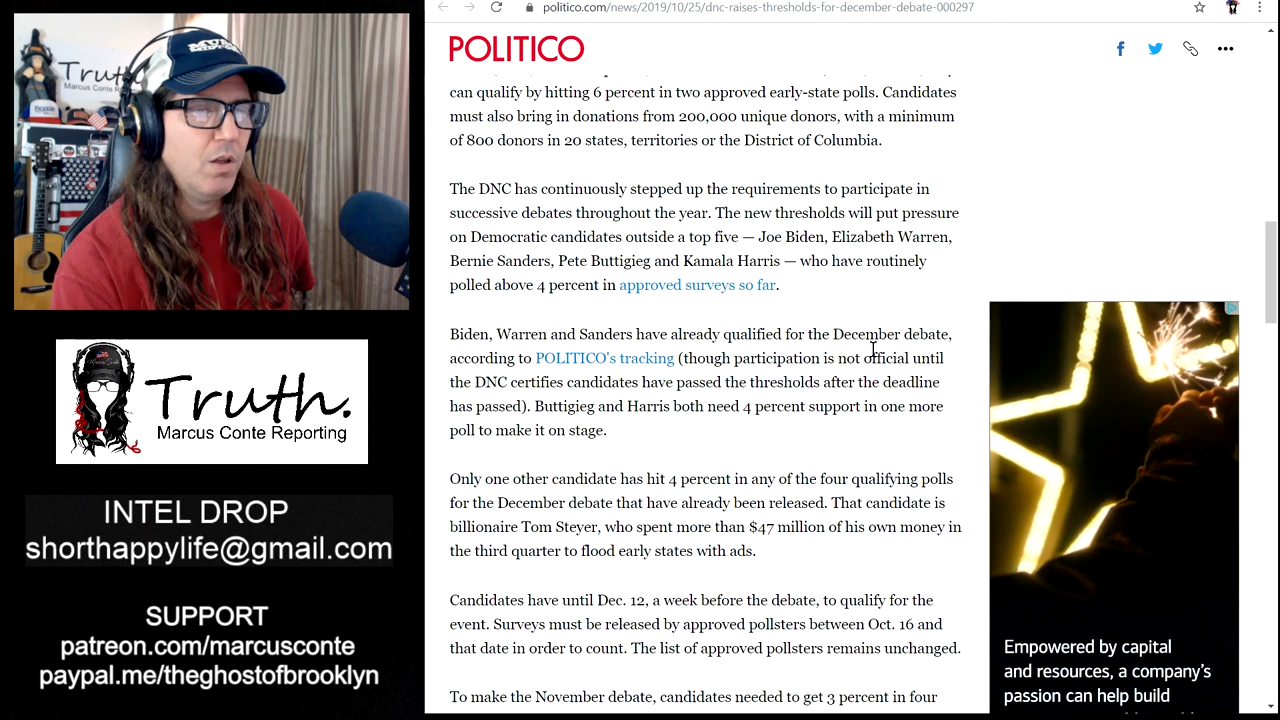 politico.com/news/2019/10/25/dnc-raises-thresholds-for-december-debate-000297
POLITICO
can qualify by hitting 6 percent in two approved early-state polls. Candidates
must also bring in donations from 200,000 unique donors, with a minimum
of 800 donors in 20 states, territories or the District of Columbia.
The DNC has continuously stepped up the requirements to participate in
successive debates throughout the year. The new thresholds will put pressure
on Democratic candidates outside a top five — Joe Biden, Elizabeth Warren,
Bernie Sanders, Pete Buttigieg and Kamala Harris — who have routinely
polled above 4 percent in approved surveys so far.
Biden, Warren and Sanders have already qualified for the December debate,
according to POLITICO's tracking (though participation is not official until
the DNC certifies candidates have passed the thresholds after the deadline
has passed). Buttigieg and Harris both need 4 percent support in one more
poll to make it on stage.
Only one other candidate has hit 4 percent in any of the four qualifying polls
for the December debate that have already been released. That candidate is
billionaire Tom Steyer, who spent more than $47 million of his own money in
the third quarter to flood early states with ads.
Candidates have until Dec. 12, a week before the debate, to qualify for the
event. Surveys must be released by approved pollsters between Oct. 16 and
that date in order to count. The list of approved pollsters remains unchanged.
To make the November debate, candidates needed to get 3 percent in four
Empowered by capital
and resources, a company's
passion can help build
Truth.
Marcus Conte Reporting
Truth.
Marcus Conte Reporting
INTEL DROP
shorthappylife@gmail.com
SUPPORT
patreon.com/marcusconte
paypal.me/theghostofbrooklyn